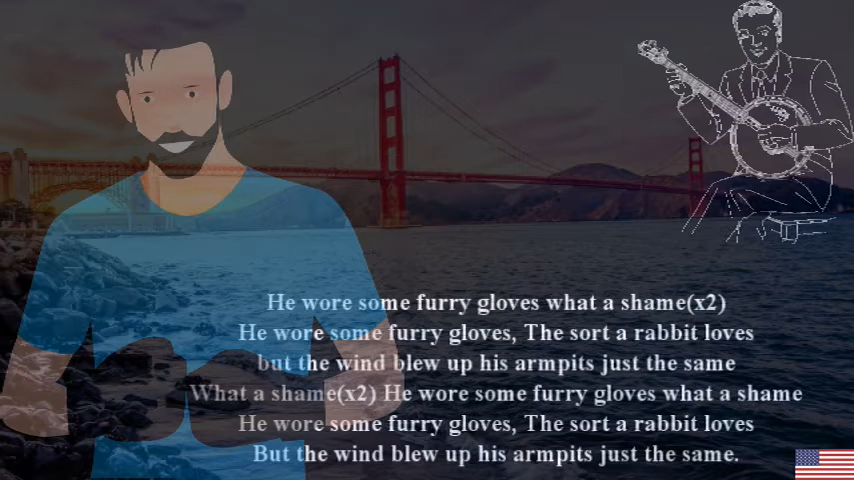 He wore some furry gloves what a shame(x2)
He wore some furry gloves, The sort a rabbit loves
but the wind blew up his armpits just the same
What a shame(x2) He wore some furry gloves what a shame
He wore some furry gloves, The sort a rabbit loves
But the wind blew up his armpits just the same.